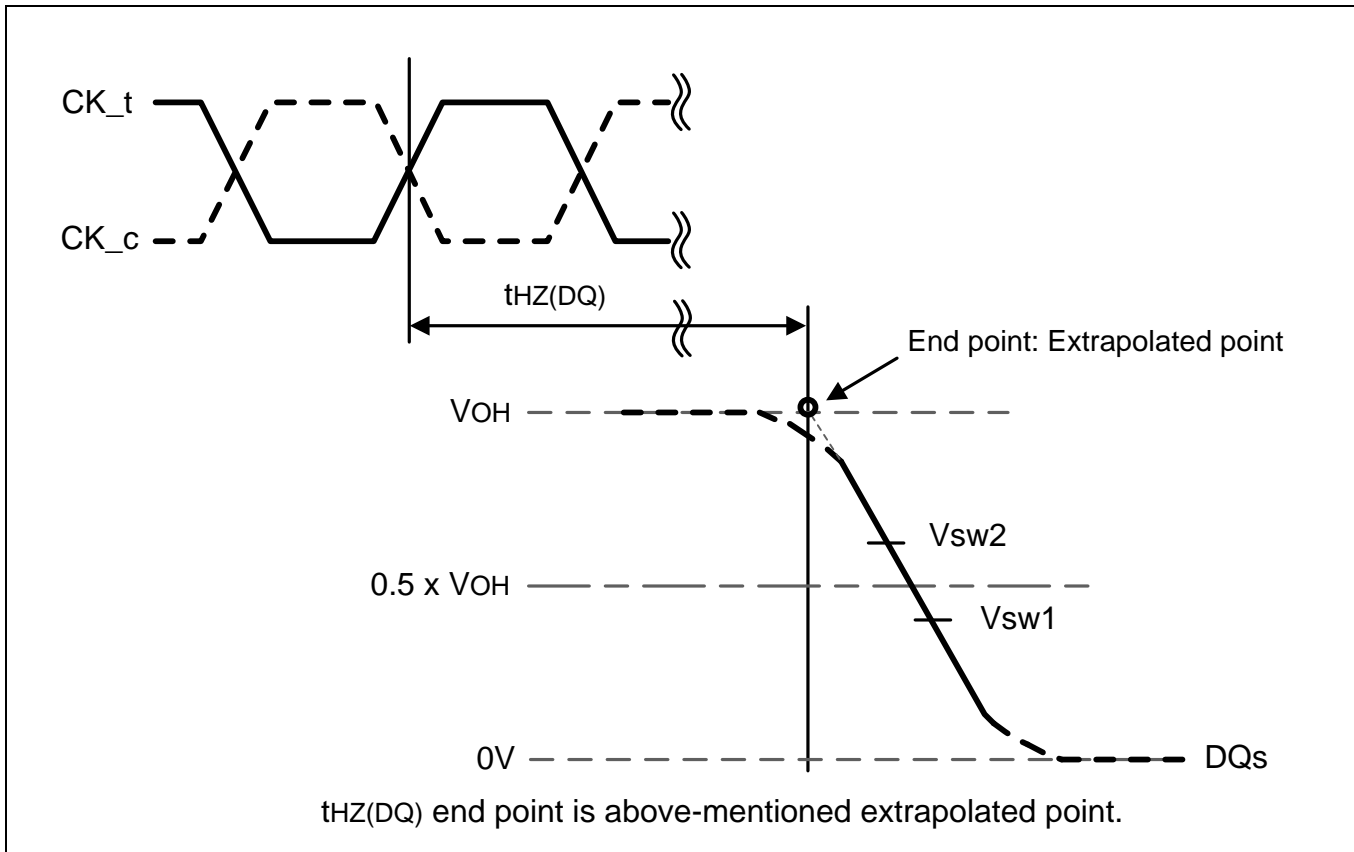 CK_t
CK_c
tHZ(DQ)
End point: Extrapolated point
VOH
Vsw2
0.5 x VOH
Vsw1
0V
DQs
tHZ(DQ) end point is above-mentioned extrapolated point.